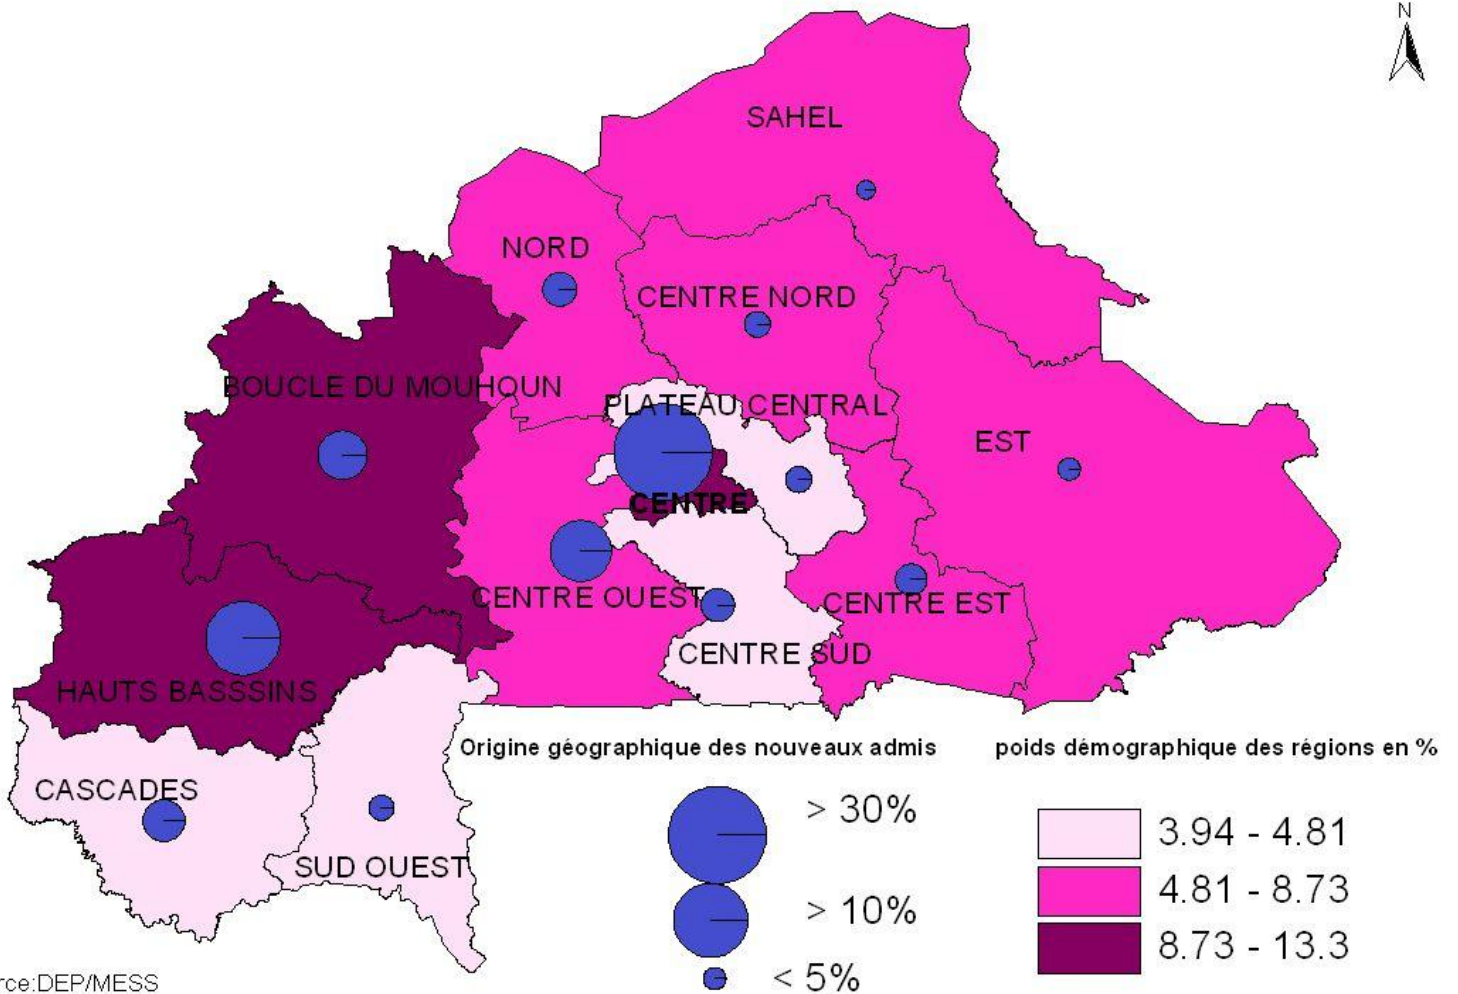 N
SAHEL
NORD
CENTRE NORD
BOUCLE DU MOUHOUN
PLATEAU CENTRAL
EST
CENTRE
CENTRE OUEST
CENTRE EST
CENTRE SUD
HAUTS BASSSINS
CASCADES
SUD OUEST
Origine géographique des nouveaux admis
> 30%
> 10%
< 5%
poids démographique des régions en %
3.94 - 4.81
4.81 - 8.73
8.73 - 13.3
rce:DEP/MESS